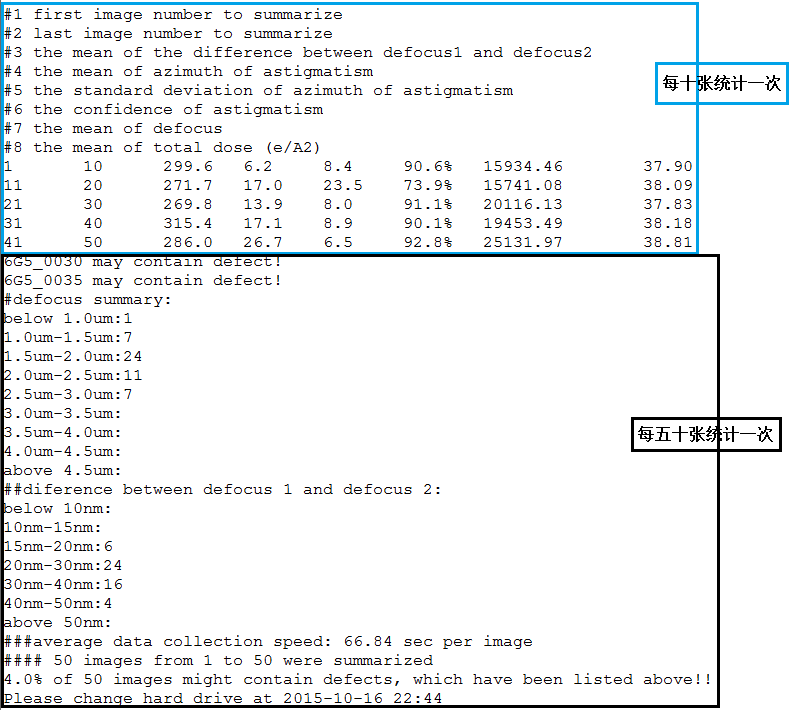 #1 first image number to summarize
#2 last image number to summarize
#3 the mean of the difference between defocus1 and defocus2
#4 the mean of azimuth of astigmatism
#5 the standard deviation of azimuth of astigmatism
#6 the confidence of astigmatism
#7 the mean of defocus
#8 the mean of total dose (e/A2)
1 10 299.6 6.2 8.4 90.6% 15934.46 37.90
11 20 271.7 17.0 23.5 73.9% 15741.08 38.09
21 30 269.8 13.9 8.0 91.1% 20116.13 37.83
31 40 315.4 17.1 8.9 90.1% 19453.49 38.18
41 50 286.0 26.7 6.5 92.8% 25131.97 38.81
每十张统计一次
6G5_0030 may contain defect!
6G5_0035 may contain defect!
#defocus summary:
below 1.0um:1
1.0um-1.5um:7
1.5um-2.0um:24
2.0um-2.5um:11
2.5um-3.0um:7
3.0um-3.5um:
3.5um-4.0um:
4.0um-4.5um:
above 4.5um:
##diference between defocus 1 and defocus 2:
below 10nm:
10nm-15nm:
15nm-20nm:6
20nm-30nm:24
30nm-40nm:16
40nm-50nm:4
above 50nm:
###average data collection speed: 66.84 sec per image
#### 50 images from 1 to 50 were summarized
4.0% of 50 images might contain defects, which have been listed above!!
Please change hard drive at 2015-10-16 22:44
每五十张统计一次